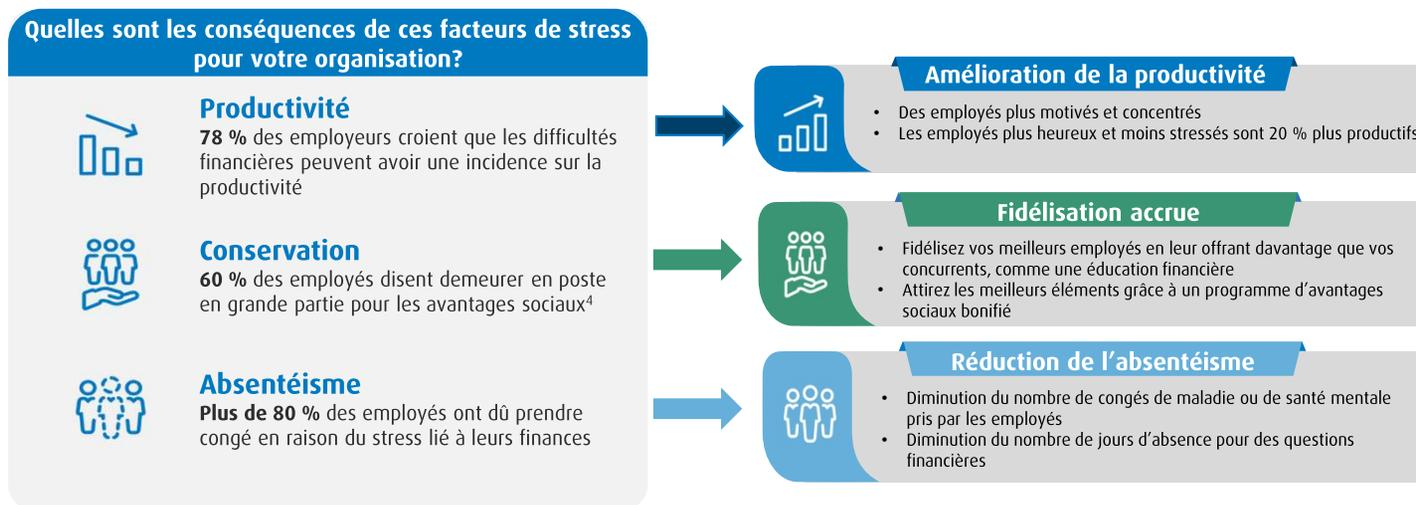 Quelles sont les conséquences de ces facteurs de stress
pour votre organisation?
Productivité
78 % des employeurs croient que les difficultés
financières peuvent avoir une incidence sur la
productivité
Conservation
60 % des employés disent demeurer en poste
en grande partie pour les avantages sociaux4
Absentéisme
Plus de 80 % des employés ont dû prendre
congé en raison du stress lié à leurs finances
Amélioration de la productivité
• Des employés plus motivés et concentrés
• Les employés plus heureux et moins stressés sont 20 % plus productifs
Fidélisation accrue
• Fidélisez vos meilleurs employés en leur offrant davantage que vos
concurrents, comme une éducation financière
• Attirez les meilleurs éléments grâce à un programme d’avantages
sociaux bonifié
Réduction de l’absentéisme
• Diminution du nombre de congés de maladie ou de santé mentale
pris par les employés
• Diminution du nombre de jours d’absence pour des questions
financières